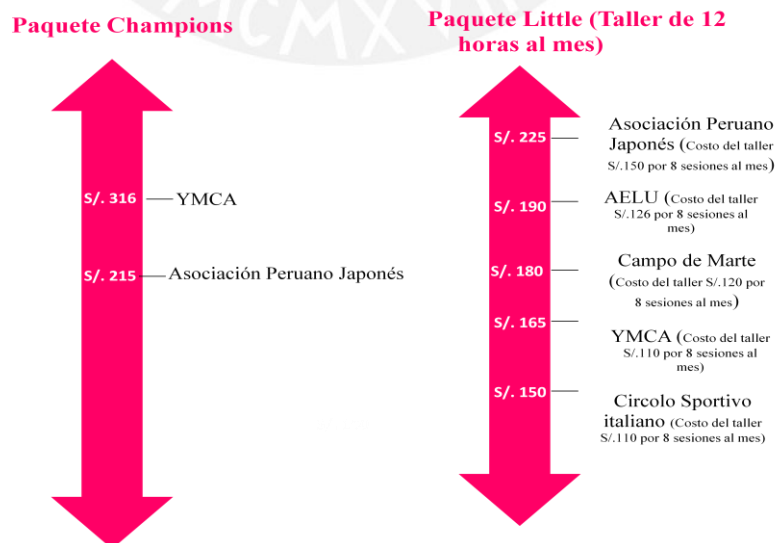 MCMXVII
Paquete Champions
S/. 316
YMCA
S/. 215
Asociación Peruano Japonés
Paquete Little (Taller de 12
horas al mes)
S/. 225
Asociación Peruano
Japonés (Costo del taller
S/.150 por 8 sesiones al mes)
S/. 190
AELU (Costo del taller
S/.126 por 8 sesiones al
mes)
S/. 180
Campo de Marte
(Costo del taller S/.120 por
8 sesiones al mes)
S/. 165
YMCA (Costo del taller
S/.110 por 8 sesiones al
mes)
S/. 150
Circolo Sportivo
italiano (Costo del taller
S/.110 por 8 sesiones al mes)